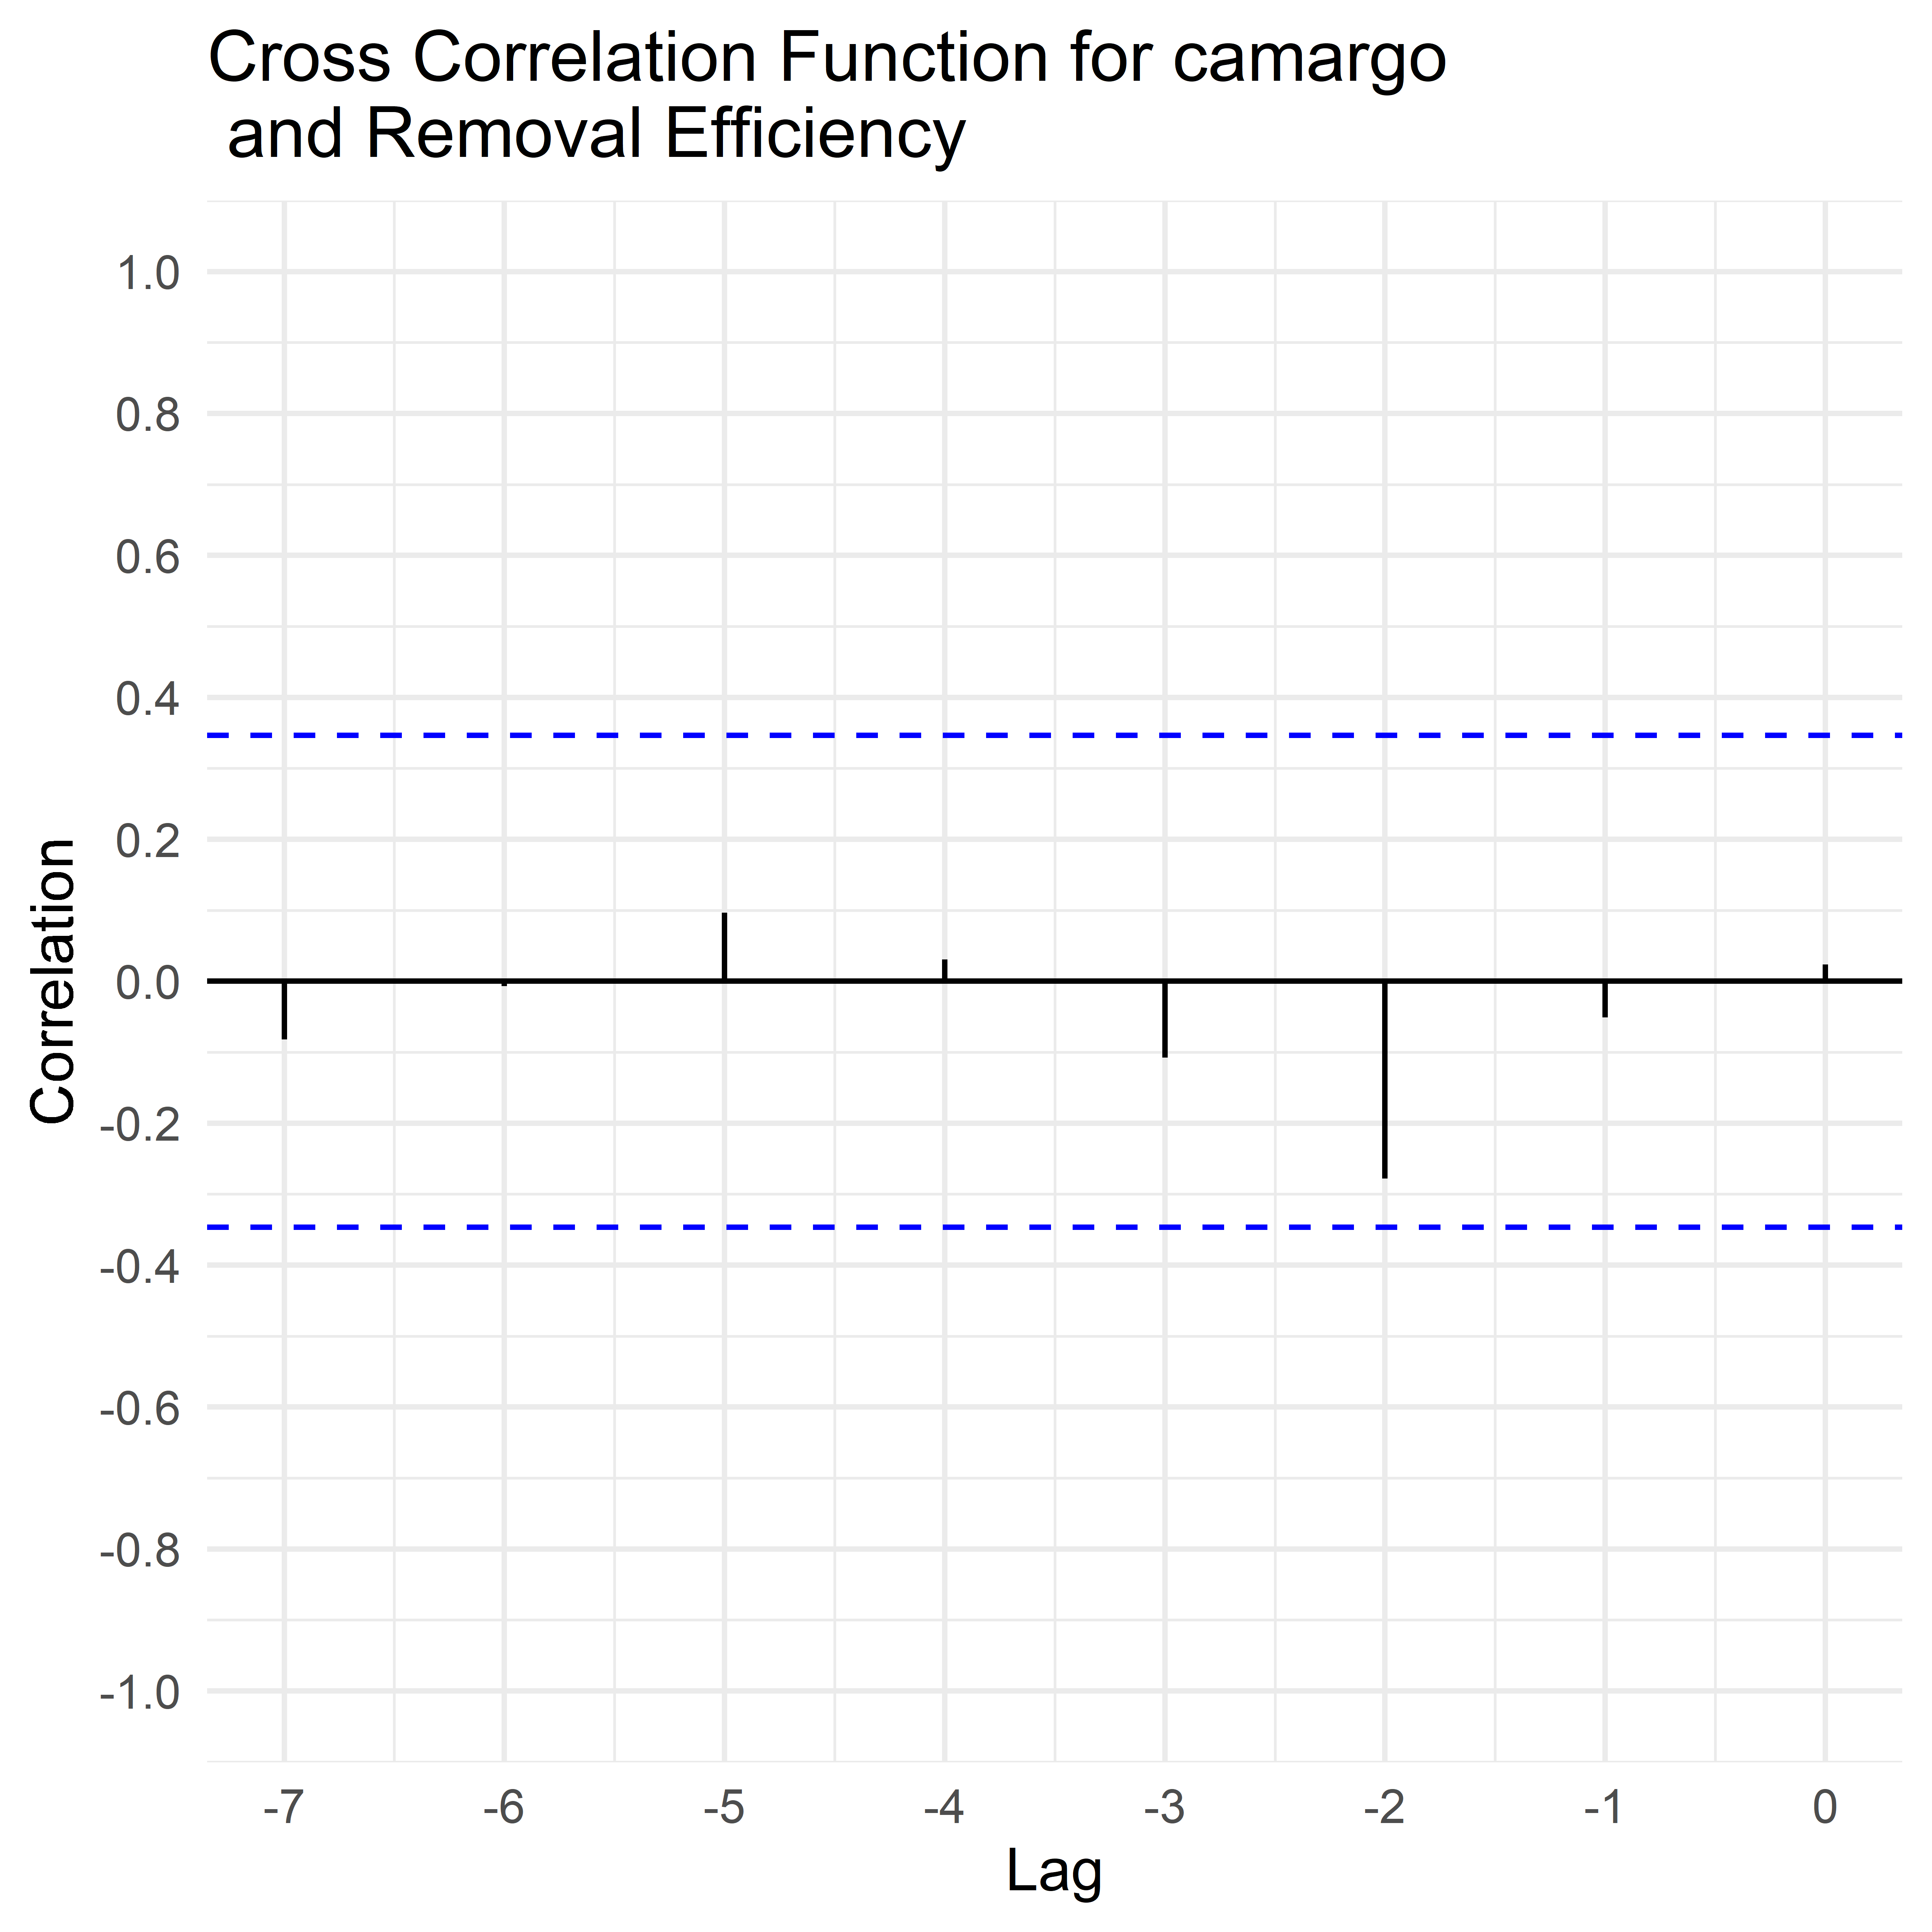 Cross Correlation Function for camargo
and Removal Efficiency
1.0
0.8
0.6
0.4
0.2
0.0
-0.2
-0.4
-0.6
-0.8
-1.0
Correlation
-7 -6 -5 -4 -3 -2 -1 0
Lag